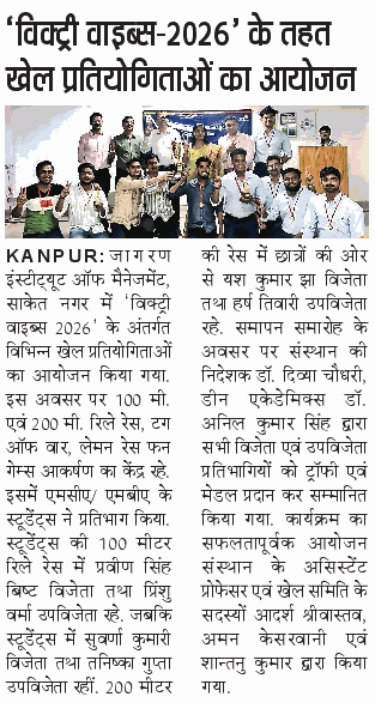 ‘विक्ट्री वाइब्स-2026’ के तहत
खेल प्रतियोगिताओं का आयोजन
KANPUR: जागरण
इंस्टीट्यूट ऑफ मैनेजमेंट,
साकेत नगर में ‘विक्ट्री
वाइब्स 2026’ के अंतर्गत
विभिन्न खेल प्रतियोगिताओं
का आयोजन किया गया.
इस अवसर पर 100 मी.
एवं 200 मी. रिले रेस, टग
ऑफ वार, लेमन रेस फन
गेम्स आकर्षण का केंद्र रहे.
इसमें एमसीए/ एमबीए के
स्टूडेंट्स ने प्रतिभाग किया.
स्टूडेंट्स की 100 मीटर
रिले रेस में प्रवीण सिंह
बिष्ट विजेता तथा प्रिंशु
वर्मा उपविजेता रहे. जबकि
स्टूडेंट्स में सुवर्णा कुमारी
विजेता तथा तनिष्का गुप्ता
उपविजेता रहीं. 200 मीटर
की रेस में छात्रों की ओर
से यश कुमार झा विजेता
तथा हर्ष तिवारी उपविजेता
रहे. समापन समारोह के
अवसर पर संस्थान की
निदेशक डॉ. दिव्या चौधरी,
डीन एकेडेमिक्स डॉ.
अनिल कुमार सिंह द्वारा
सभी विजेता एवं उपविजेता
प्रतिभागियों को ट्रॉफी एवं
मेडल प्रदान कर सम्मानित
किया गया. कार्यक्रम का
सफलतापूर्वक आयोजन
संस्थान के असिस्टेंट
प्रोफेसर एवं खेल समिति के
सदस्यों आदर्श श्रीवास्तव,
अमन केसरवानी एवं
शान्तनु कुमार द्वारा किया
गया.